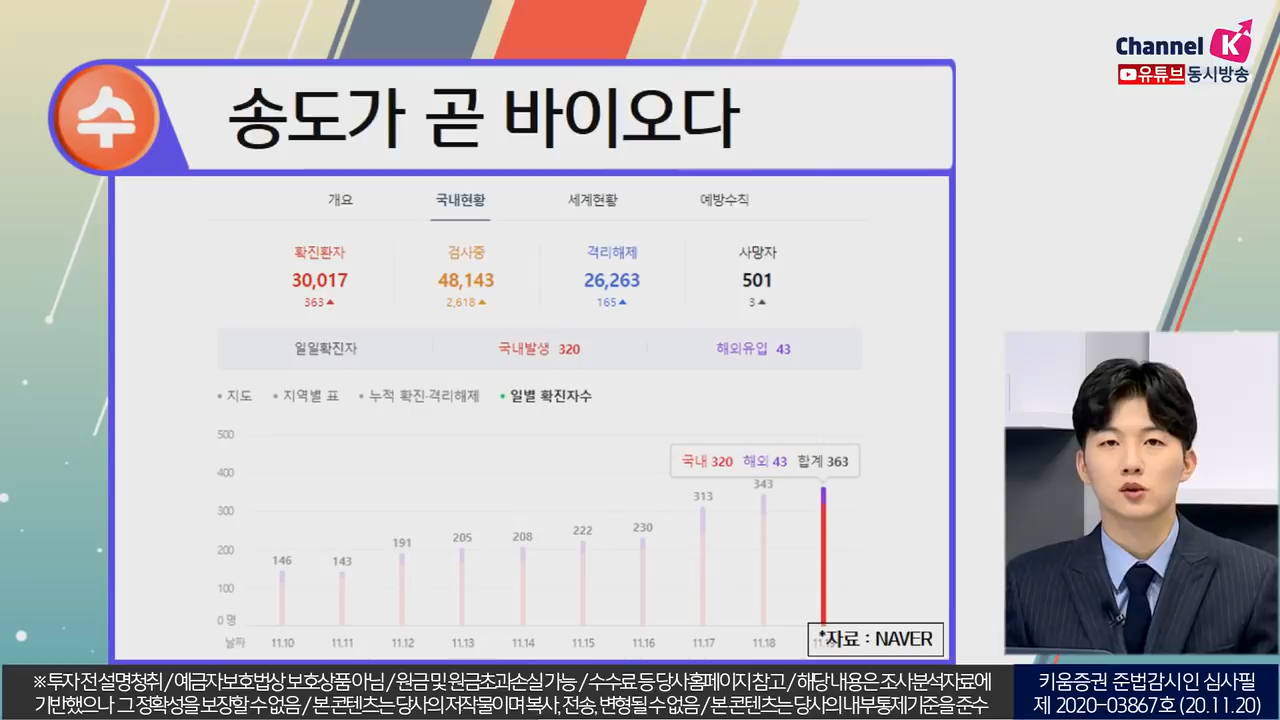 Channel K
유튜브 동시방송
수
송도가 곧 바이오다
개요 국내현황 세계현황 예방수칙
확진환자 검사중 격리해제 사망자
30,017 48,143 26,263 501
363▲ 2,618▲ 165▲ 3▲
일일확진자 국내발생 320 해외유입 43
• 지도 • 지역별 표 • 누적 확진·격리해제 • 일별 확진자수
500
400
300
200
100
0 명
국내 320 해외 43 합계 363
146 143 191 205 208 222 230 313 343
날짜 11.10 11.11 11.12 11.13 11.14 11.15 11.16 11.17 11.18
*자료 : NAVER
※ 투자 전 설명청취 / 예금자보호법상 보호상품 아님 / 원금 및 원금초과손실 가능 / 수수료 등 당사홈페이지 참고 / 해당 내용은 조사분석자료에
기반했으나 그 정확성을 보장할 수 없음 / 본 콘텐츠는 당사의 저작물이며 복사, 전송, 변형될 수 없음 / 본 콘텐츠는 당사의 내부통제기준을 준수
키움증권 준법감시인 심사필
제 2020-03867호 (20.11.20)